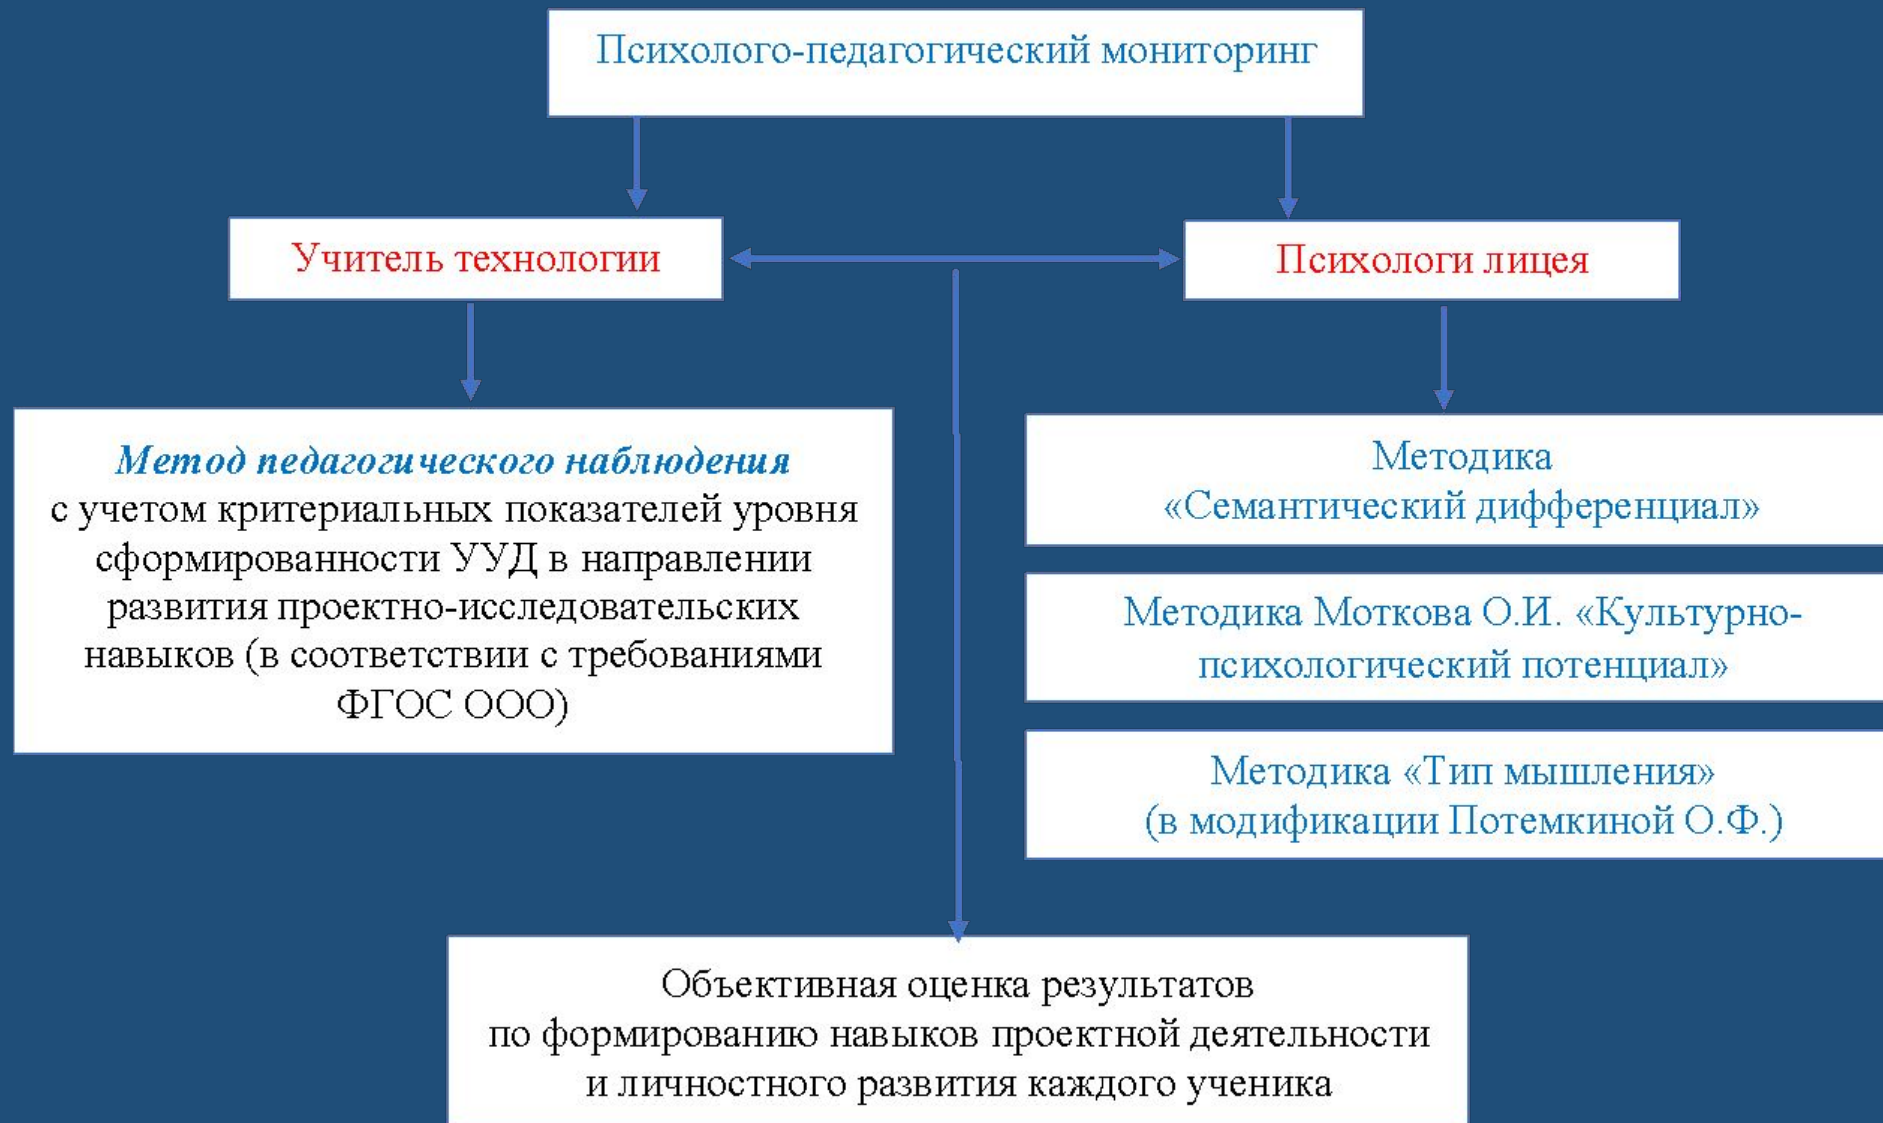 Психолого-педагогический мониторинг
Учитель технологии
Психологи лицея
Метод педагогического наблюдения
с учетом критериальных показателей уровня
сформированности УУД в направлении
развития проектно-исследовательских
навыков (в соответствии с требованиями
ФГОС ООО)
Методика
«Семантический дифференциал»
Методика Моткова О.И. «Культурно-
психологический потенциал»
Методика «Тип мышления»
(в модификации Потемкиной О.Ф.)
Объективная оценка результатов
по формированию навыков проектной деятельности
и личностного развития каждого ученика